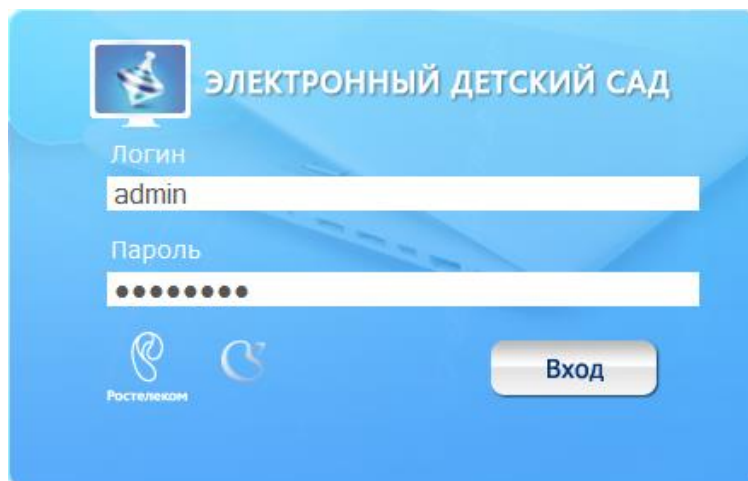 ЭЛЕКТРОННЫЙ ДЕТСКИЙ САД
Логин
admin
Пароль
●●●●●●●●
Ростелеком
Вход